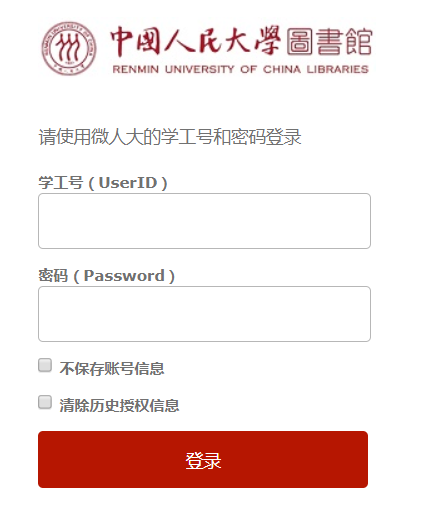 中國人民大學圖書館
RENMIN UNIVERSITY OF CHINA LIBRARIES
请使用微人大的学工号和密码登录
学工号（UserID）
密码（Password）
不保存账号信息
清除历史授权信息
登录